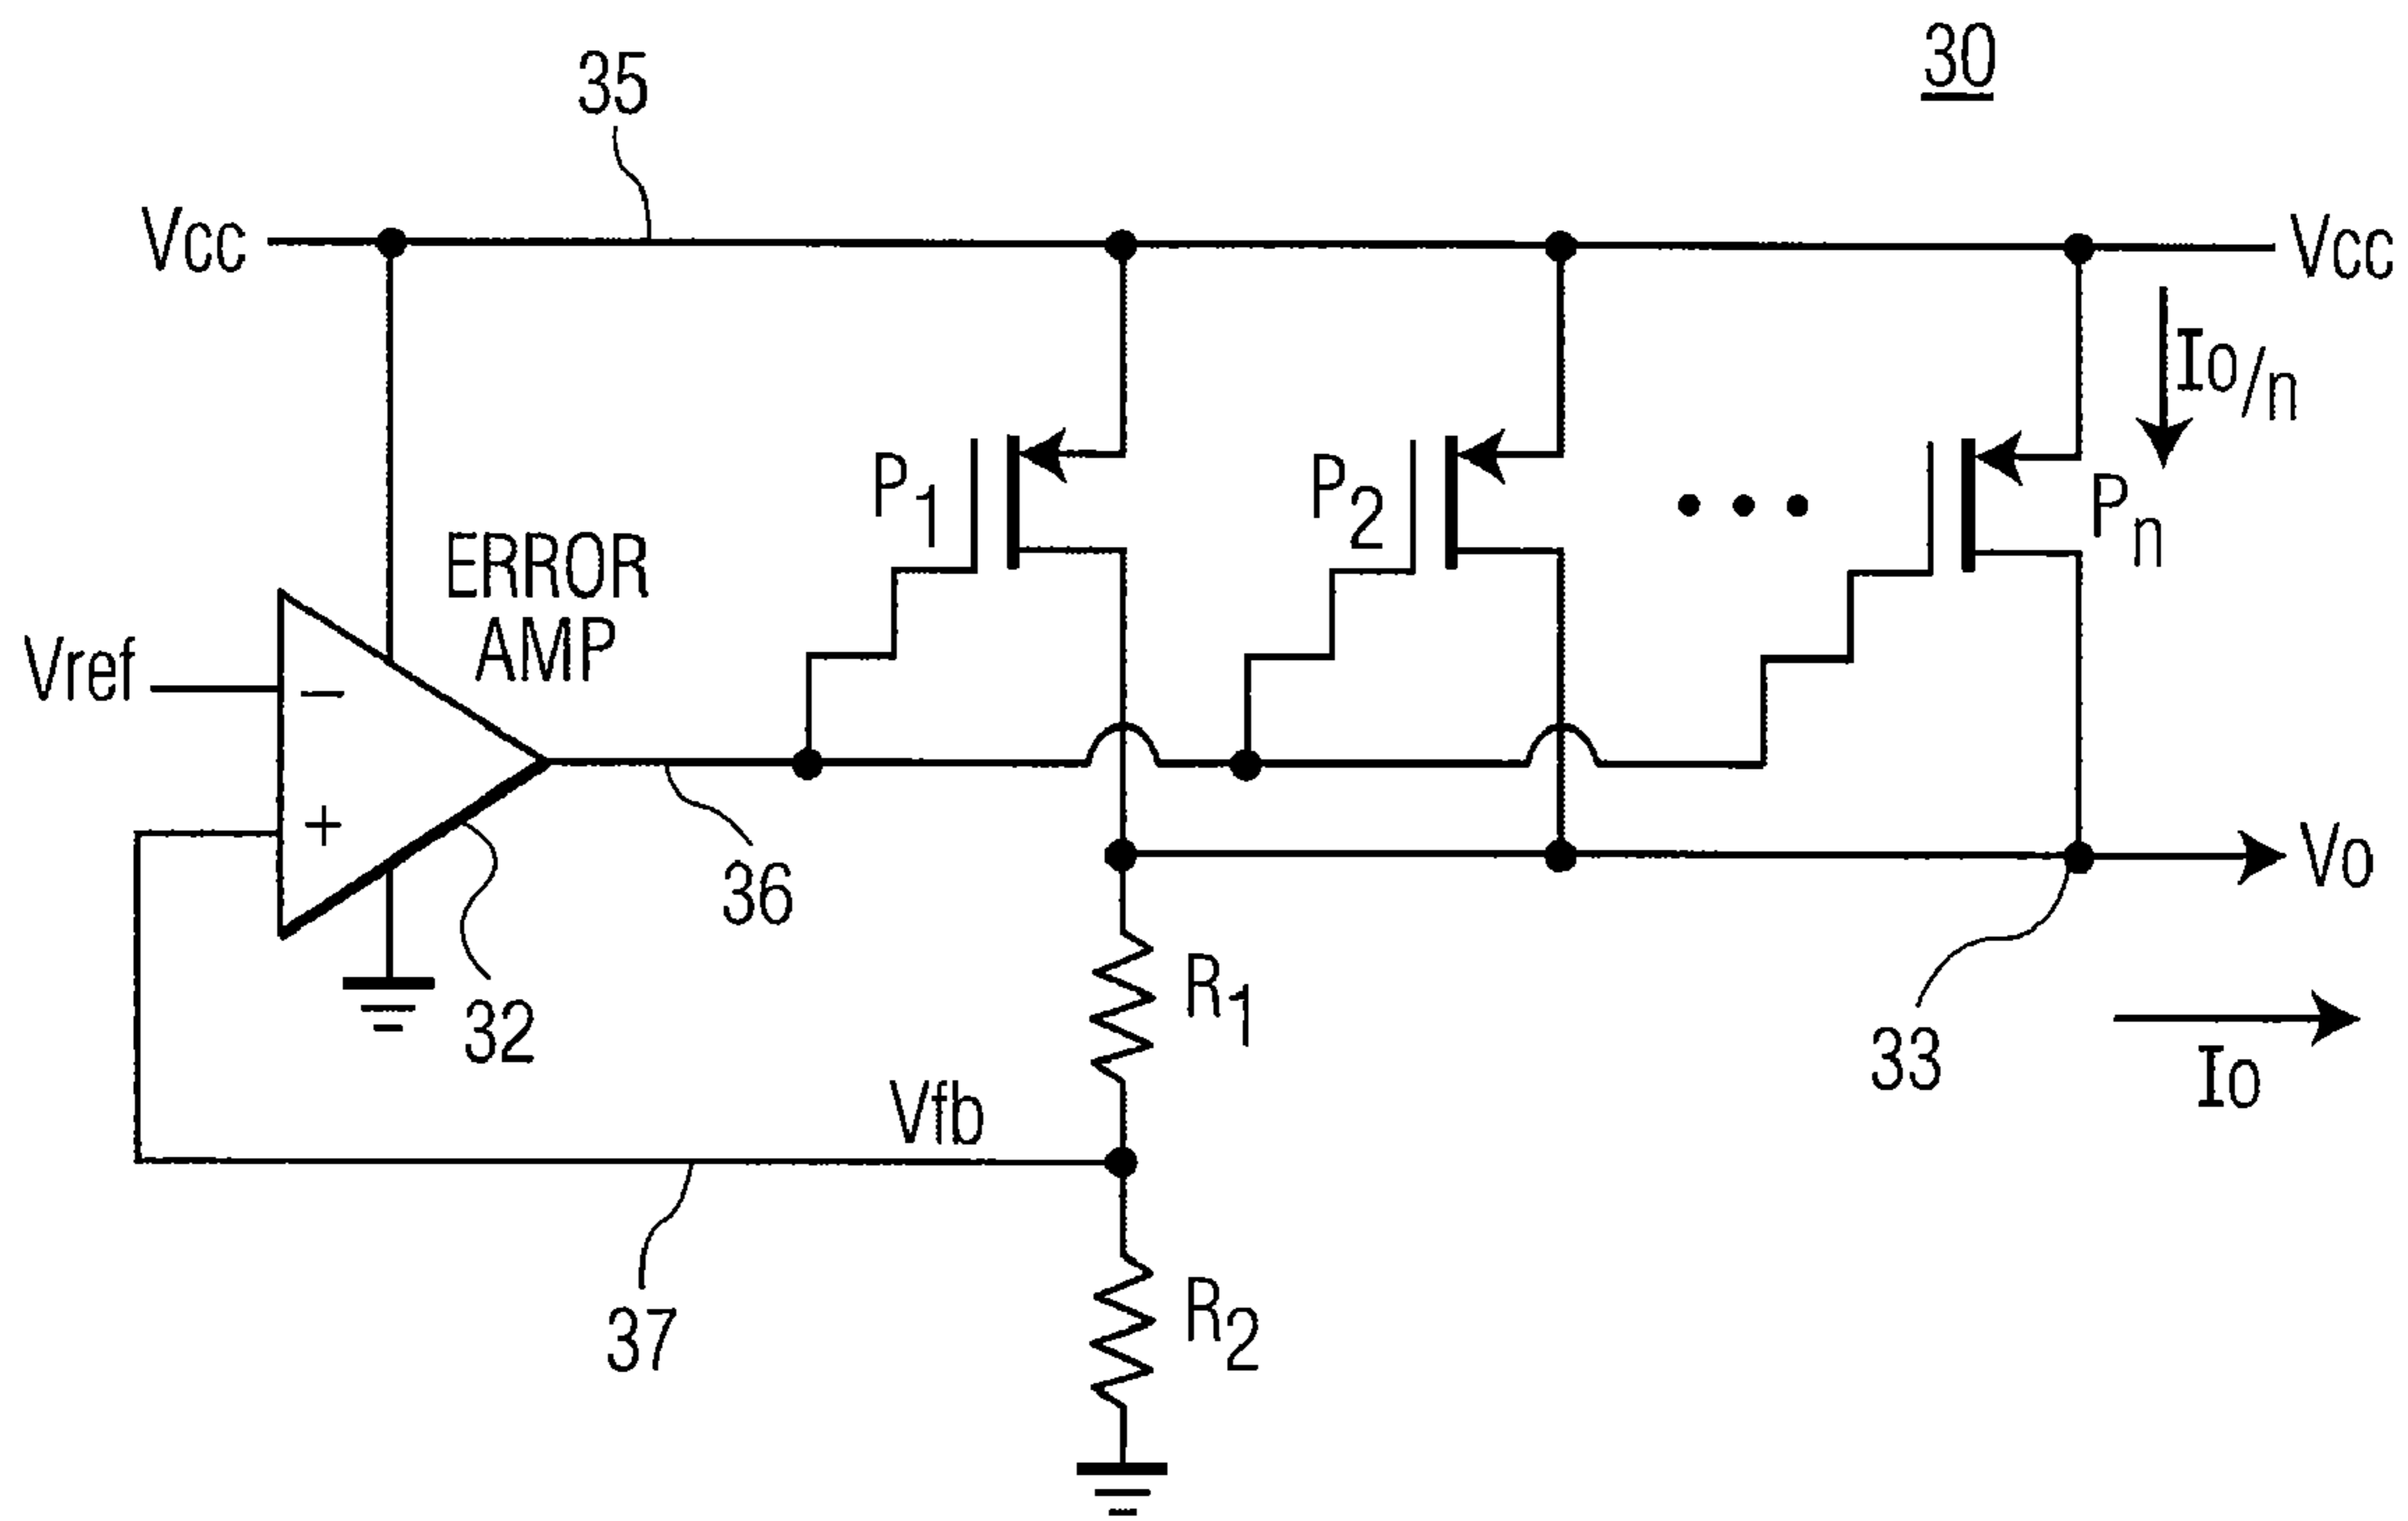 30
35
Vcc
Vcc
Io/n
P1
P2
Pn
ERROR
AMP
Vref
−
+
36
Vo
32
R1
33
Io
Vfb
37
R2